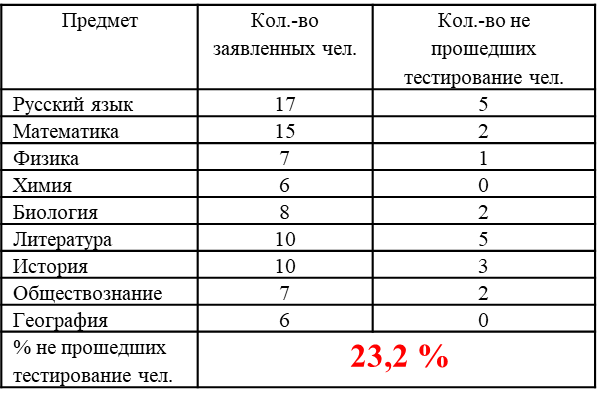 Предмет Кол.-во заявленных чел. Кол.-во не прошедших тестирование чел.
Русский язык 17 5
Математика 15 2
Физика 7 1
Химия 6 0
Биология 8 2
Литература 10 5
История 10 3
Обществознание 7 2
География 6 0
% не прошедших тестирование чел. 23,2 %